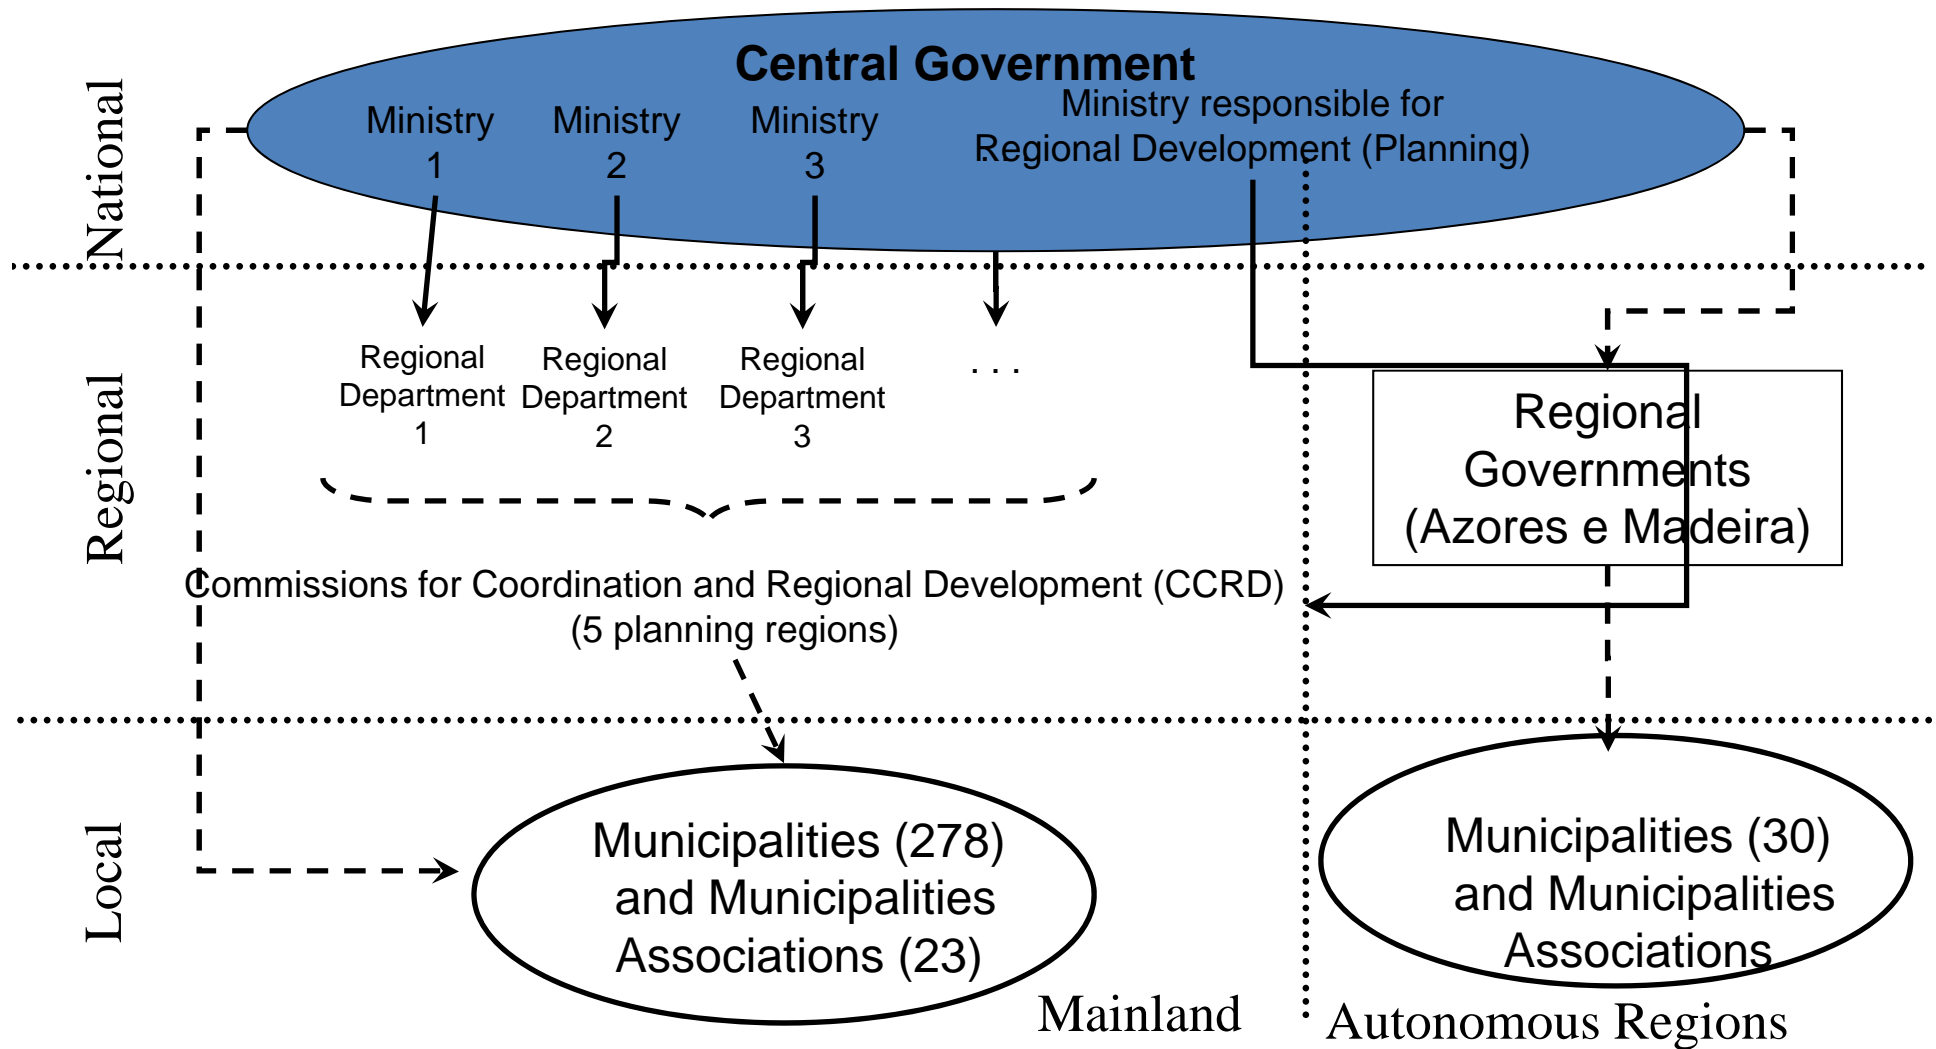 Central Government
National
Ministry
1
Ministry
2
Ministry
3
. . .
Ministry responsible for
Regional Development (Planning)
Regional
Regional
Department
1
Regional
Department
2
Regional
Department
3
. . .
Regional
Governments
(Azores e Madeira)
Commissions for Coordination and Regional Development (CCRD)
(5 planning regions)
Local
Municipalities (278)
and Municipalities
Associations (23)
Municipalities (30)
and Municipalities
Associations
Mainland
Autonomous Regions